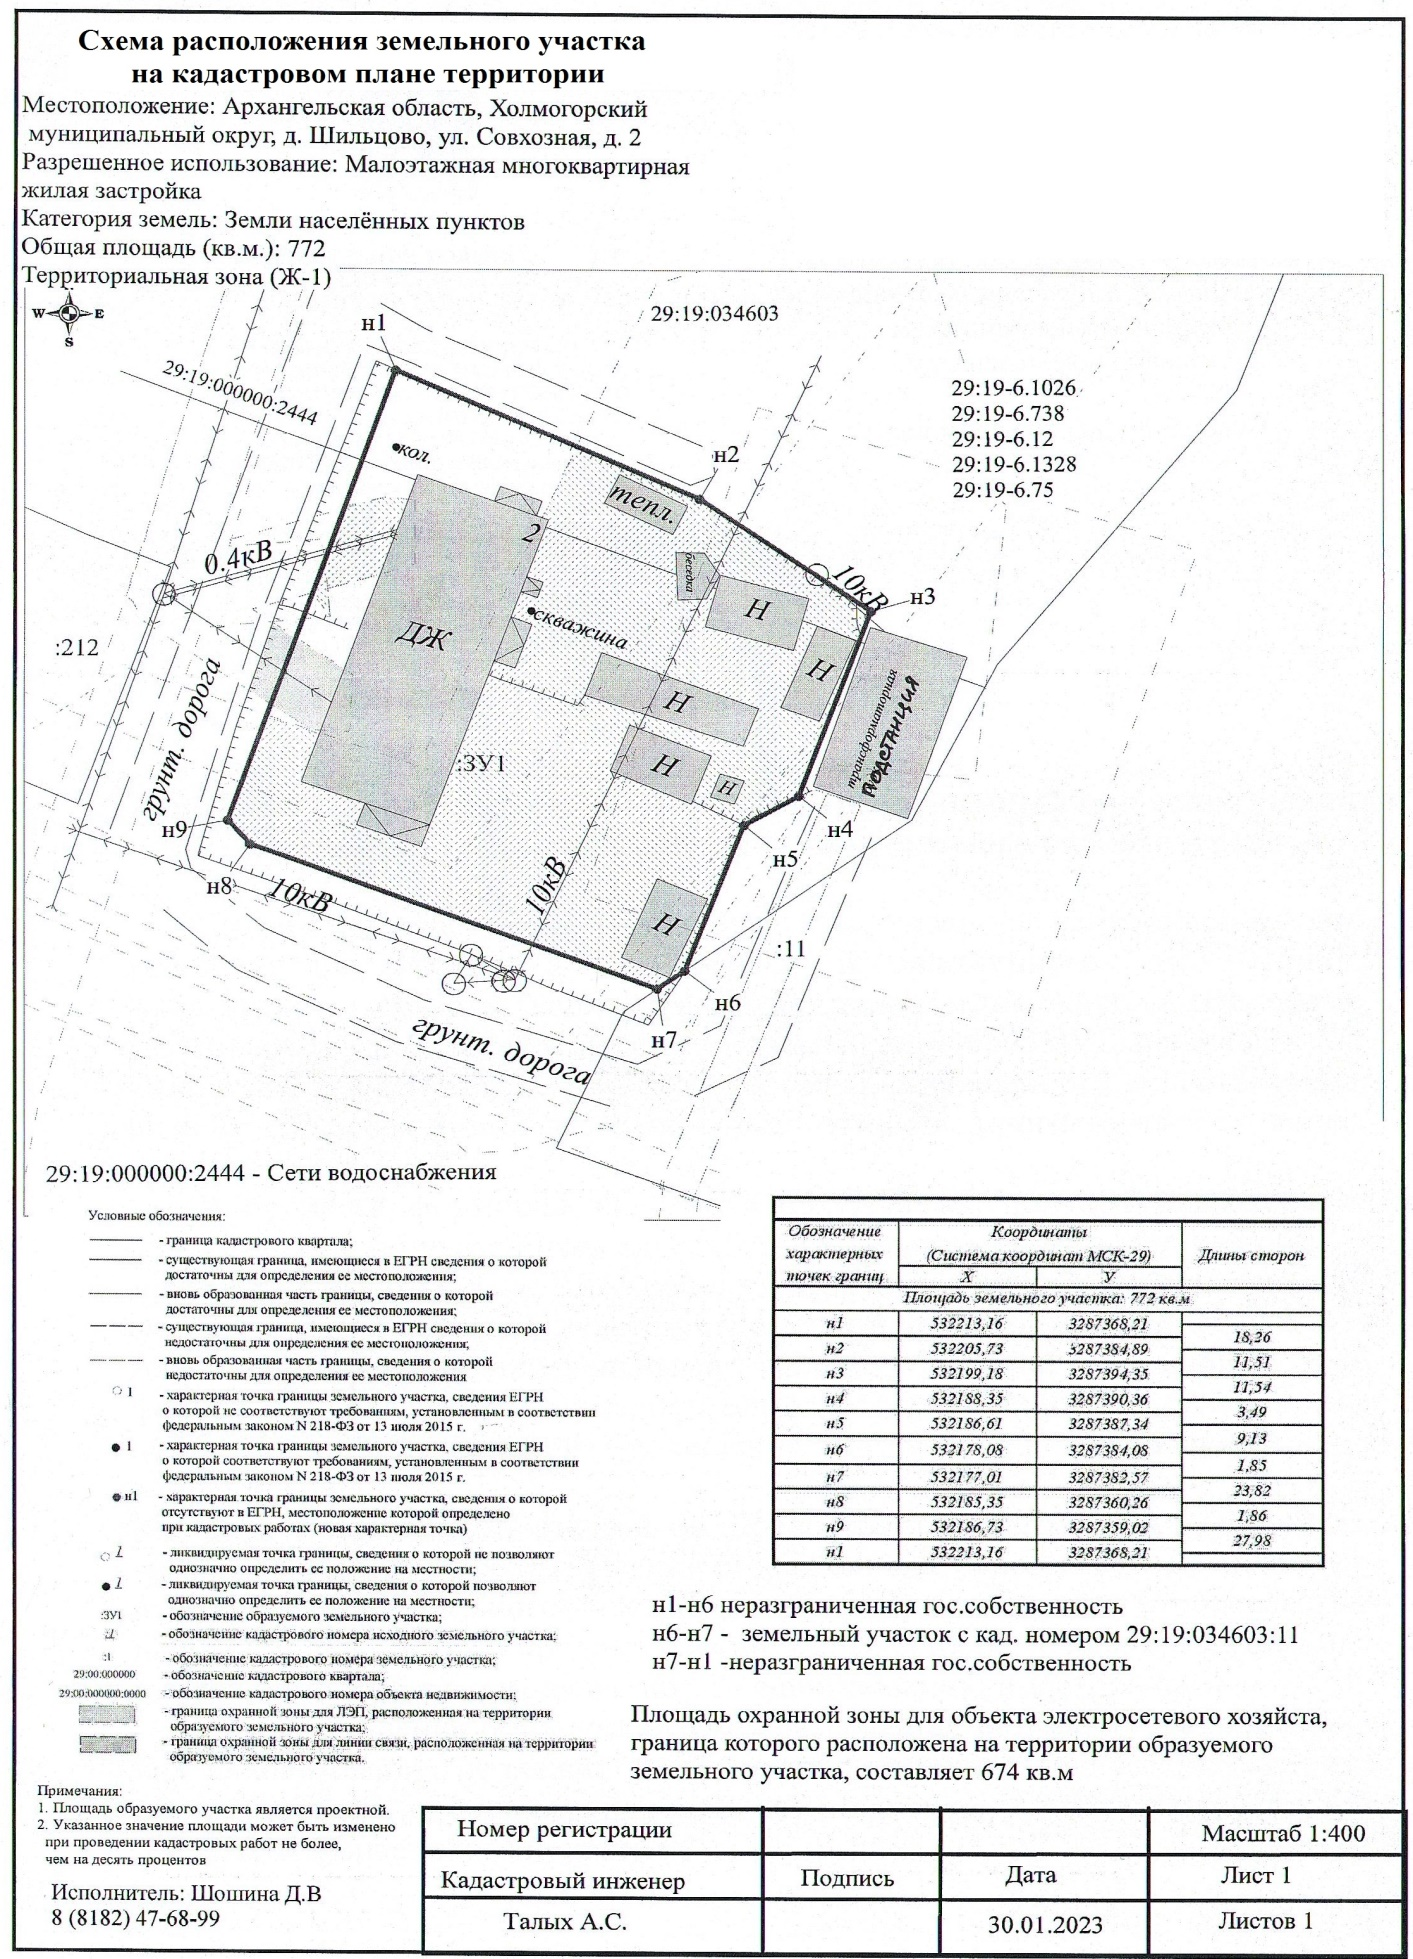 Схема расположения земельного участка
на кадастровом плане территории
Местоположение: Архангельская область, Холмогорский
муниципальный округ, д. Шильцово, ул. Совхозная, д. 2
Разрешенное использование: Малоэтажная многоквартирная
жилая застройка
Категория земель: Земли населённых пунктов
Общая площадь (кв.м.): 772
Территориальная зона (Ж-1)
W E
S
н1
29:19:034603
29:19:000000:2444
29:19-6.1026
29:19-6.738
29:19-6.12
29:19-6.1328
29:19-6.75
кол.
н2
тепл.
2
0.4кВ
беседка
10кВ
н3
Н
скважина
ДЖ
:212
Н
Н
трансформаторная
подстанция
грунт. дорога
:ЗУ1
Н
Н
н9
н4
н5
н8
10кВ
10кВ
Н
:11
н6
н7
грунт. дорога
29:19:000000:2444 - Сети водоснабжения
Условные обозначения:
- граница кадастрового квартала;
- существующая граница, имеющиеся в ЕГРН сведения о которой
достаточны для определения ее местоположения;
- вновь образованная часть границы, сведения о которой
достаточны для определения ее местоположения;
- существующая граница, имеющиеся в ЕГРН сведения о которой
недостаточны для определения ее местоположения;
- вновь образованная часть границы, сведения о которой
недостаточны для определения ее местоположения
1 - характерная точка границы земельного участка, сведения ЕГРН
о которой не соответствуют требованиям, установленным в соответствии
федеральным законом N 218-ФЗ от 13 июля 2015 г.
1 - характерная точка границы земельного участка, сведения ЕГРН
о которой соответствуют требованиям, установленным в соответствии
федеральным законом N 218-ФЗ от 13 июля 2015 г.
н1 - характерная точка границы земельного участка, сведения о которой
отсутствуют в ЕГРН, местоположение которой определено
при кадастровых работах (новая характерная точка)
1 - ликвидируемая точка границы, сведения о которой не позволяют
однозначно определить ее положение на местности;
1 - ликвидируемая точка границы, сведения о которой позволяют
однозначно определить ее положение на местности;
:ЗУ1 - обозначение образуемого земельного участка;
:1 - обозначение кадастрового номера исходного земельного участка;
:1 - обозначение кадастрового номера земельного участка;
29:00:000000 - обозначение кадастрового квартала;
29:00:000000:0000 - обозначение кадастрового номера объекта недвижимости;
- граница охранной зоны для ЛЭП, расположенная на территории
образуемого земельного участка;
- граница охранной зоны для линии связи, расположенная на территории
образуемого земельного участка.
Обозначение характерных точек границ Координаты (Система координат МСК-29) Длины сторон
X У
Площадь земельного участка: 772 кв.м
н1 532213,16 3287368,21
18,26
н2 532205,73 3287384,89
11,51
н3 532199,18 3287394,35
11,54
н4 532188,35 3287390,36
3,49
н5 532186,61 3287387,34
9,13
н6 532178,08 3287384,08
1,85
н7 532177,01 3287382,57
23,82
н8 532185,35 3287360,26
1,86
н9 532186,73 3287359,02
27,98
н1 532213,16 3287368,21
н1-н6 неразграниченная гос.собственность
н6-н7 - земельный участок с кад. номером 29:19:034603:11
н7-н1 -неразграниченная гос.собственность
Площадь охранной зоны для объекта электросетевого хозяйста,
граница которого расположена на территории образуемого
земельного участка, составляет 674 кв.м
Примечания:
1. Площадь образуемого участка является проектной.
2. Указанное значение площади может быть изменено
при проведении кадастровых работ не более,
чем на десять процентов
Исполнитель: Шошина Д.В
8 (8182) 47-68-99
Номер регистрации Масштаб 1:400
Кадастровый инженер Подпись Дата Лист 1
Талых А.С. 30.01.2023 Листов 1